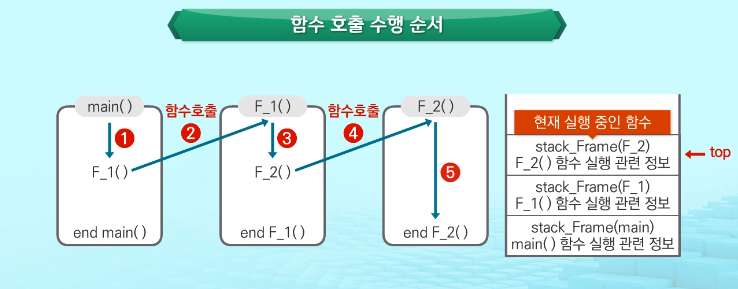 함수 호출 수행 순서
main( )
함수호출
F_1( )
함수호출
F_2( )
1
2
3
4
5
F_1( )
F_2( )
end main( )
end F_1( )
end F_2( )
현재 실행 중인 함수
stack_Frame(F_2)
F_2( ) 함수 실행 관련 정보
top
stack_Frame(F_1)
F_1( ) 함수 실행 관련 정보
stack_Frame(main)
main( ) 함수 실행 관련 정보